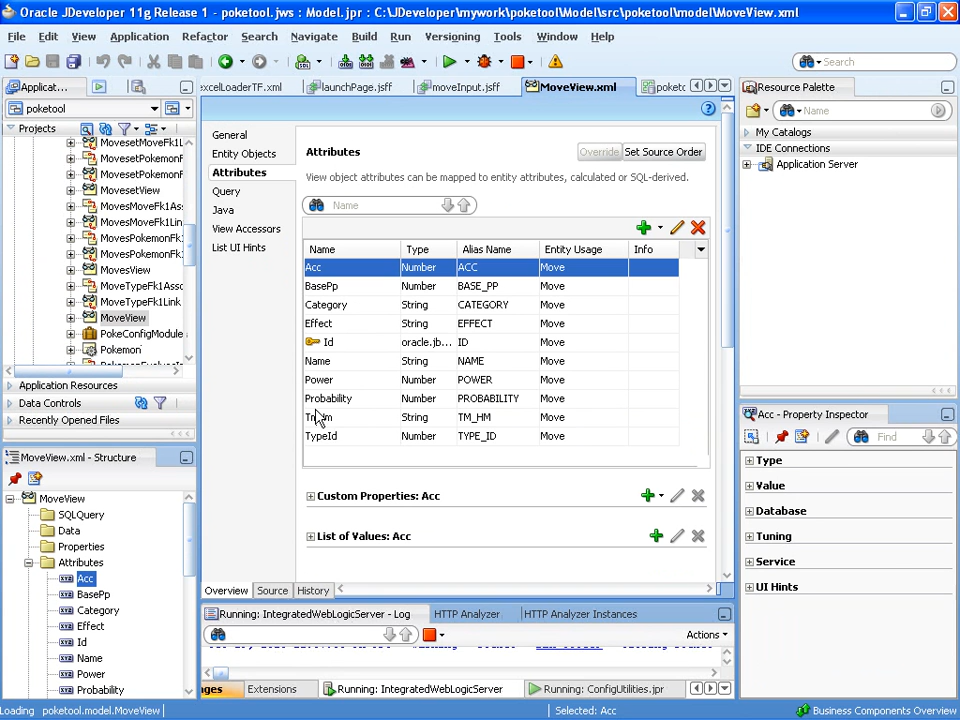 Oracle JDeveloper 11g Release 1 - poketool.jws : Model.jpr : C:\JDeveloper\mywork\poketool\Model\src\poketool\model\MoveView.xml
File Edit View Application Refactor Search Navigate Build Run Versioning Tools Window Help
Search
Applicat...
excelLoaderTF.xml
launchPage.jsff
moveInput.jsff
MoveView.xml
poketc
Resource Palette
poketool
Projects
Name
My Catalogs
IDE Connections
Application Server
MovesetMoveFk1L
MovesetPokemonF
MovesetPokemonF
MovesetView
MovesMoveFk1Ass
MovesMoveFk1Lin
MovesPokemonFk
MovesPokemonFk1
MovesView
MoveTypeFk1Asso
MoveTypeFk1Link
MoveView
PokeConfigModule
Pokemon
Application Resources
Data Controls
Recently Opened Files
General
Entity Objects
Attributes
Query
Java
View Accessors
List UI Hints
Attributes
Override
Set Source Order
View object attributes can be mapped to entity attributes, calculated or SQL-derived.
Name
Name Type Alias Name Entity Usage Info
Acc Number ACC Move
BasePp Number BASE_PP Move
Category String CATEGORY Move
Effect String EFFECT Move
Id oracle.jb... ID Move
Name String NAME Move
Power Number POWER Move
Probability Number PROBABILITY Move
String TM_HM Move
TypeId Number TYPE_ID Move
Custom Properties: Acc
List of Values: Acc
Overview Source History
MoveView.xml - Structure
MoveView
SQLQuery
Data
Properties
Attributes
Acc
BasePp
Category
Effect
Id
Name
Power
Probability
Acc - Property Inspector
Find
Type
Value
Database
Tuning
Service
UI Hints
Running: IntegratedWebLogicServer - Log
HTTP Analyzer
HTTP Analyzer Instances
Actions
ages
Extensions
Running: IntegratedWebLogicServer
Running: ConfigUtilities.jpr
Loading poketool.model.MoveView
Selected: Acc
Business Components Overview